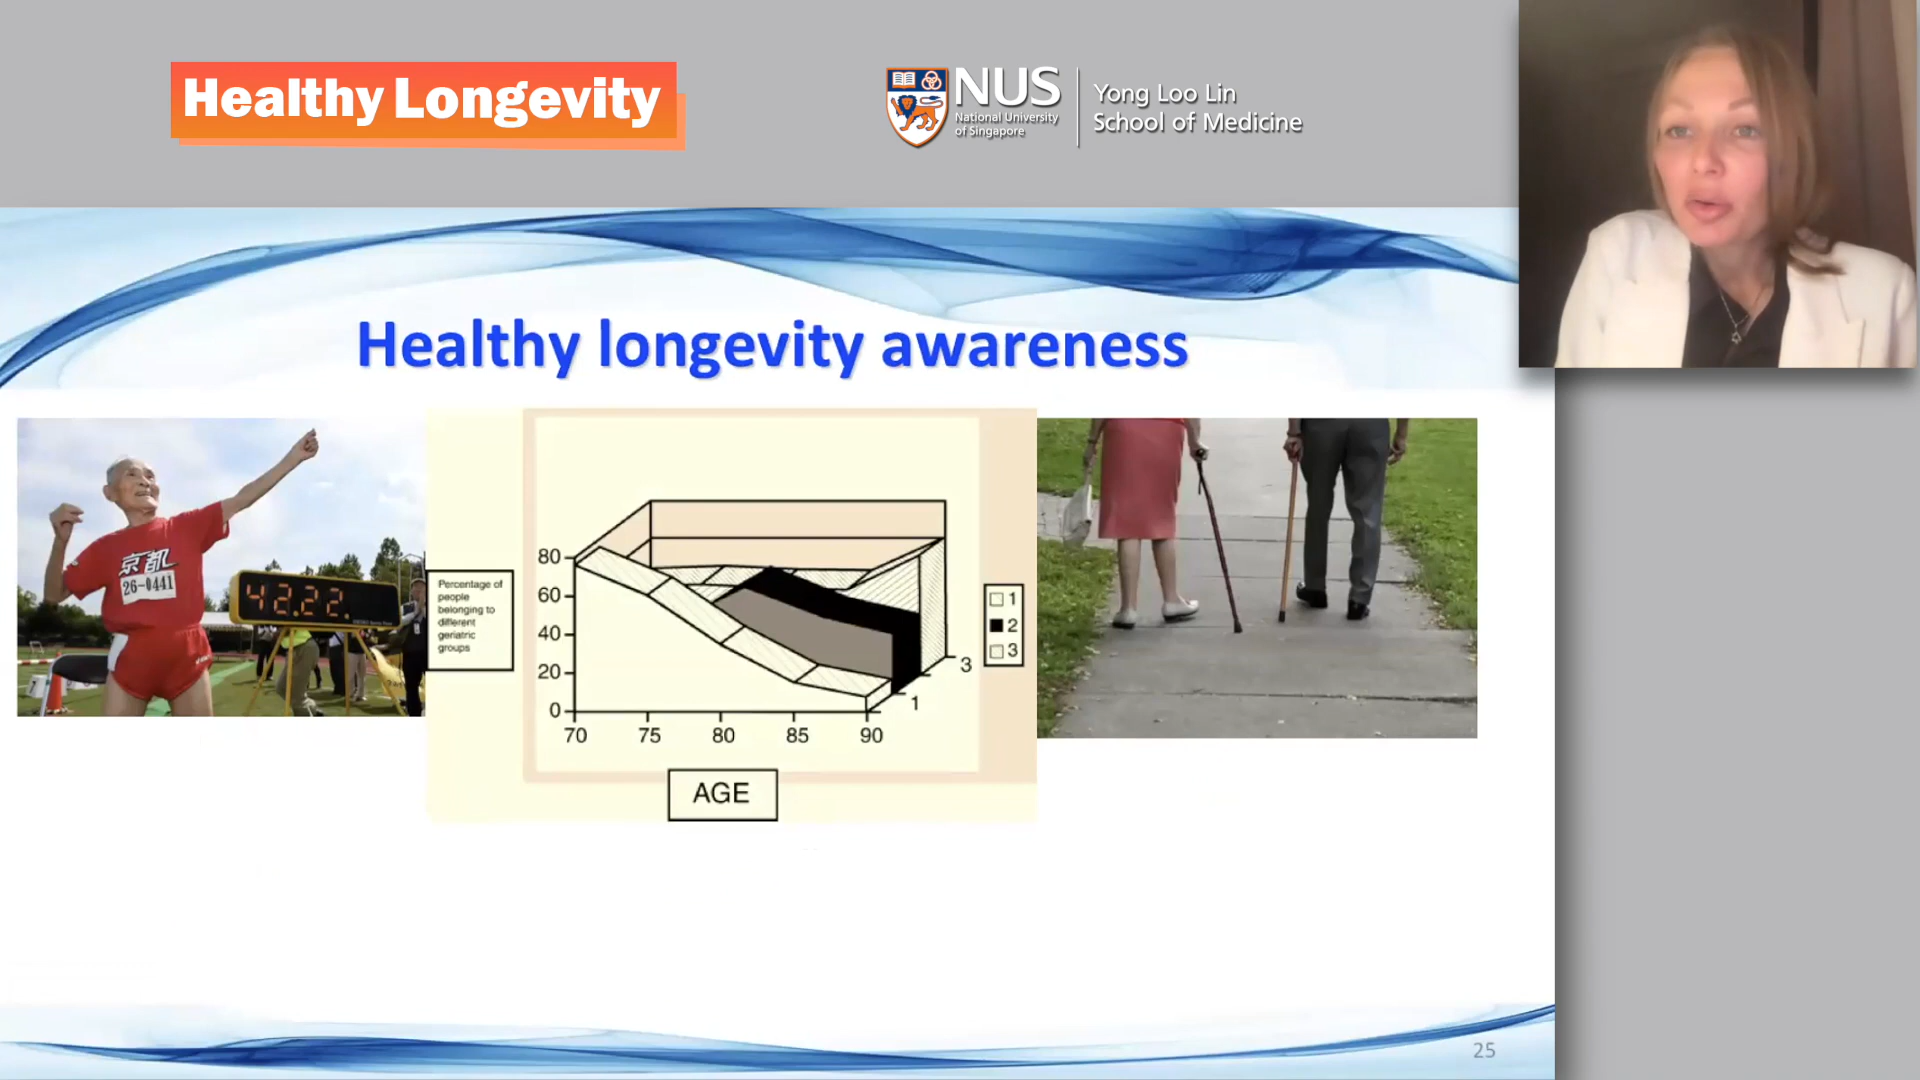 Healthy Longevity
NUS
National University
of Singapore
Yong Loo Lin
School of Medicine
Healthy longevity awareness
京都
26-0441
42.22.
Percentage of
people
belonging to
different
geriatric
groups
80
60
40
20
0
70 75 80 85 90
1
3
1
2
3
AGE
25